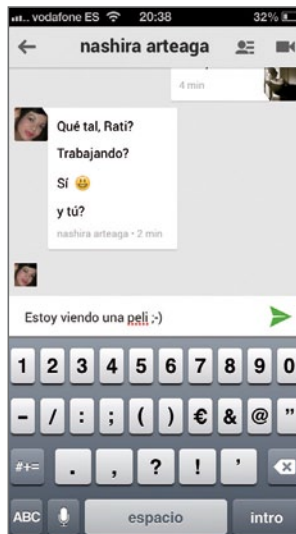 vodafone ES 20:38 32%
nashira arteaga
4 min
Qué tal, Rati?
Trabajando?
Sí 😃
y tú?
nashira arteaga • 2 min
Estoy viendo una peli ;-)
1 2 3 4 5 6 7 8 9 0
- / : ; ( ) € & @ "
#+= . , ? ! '
ABC espacio intro